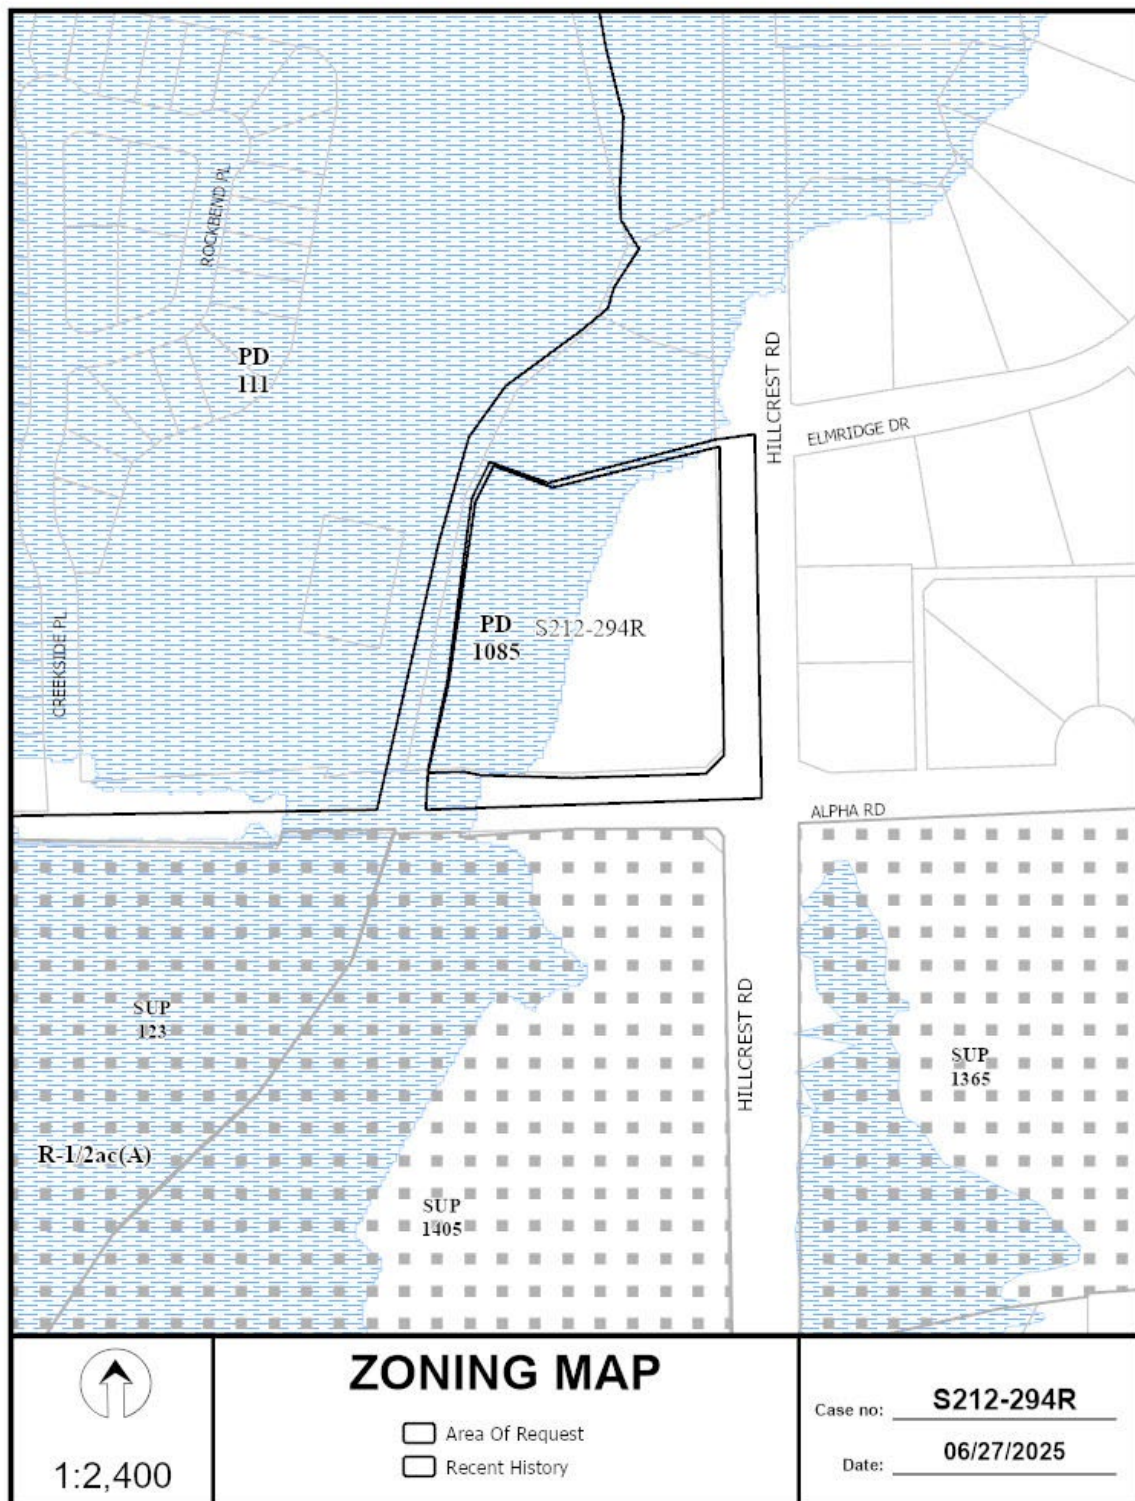 ROCKBEND PL
HILLCREST RD
PD
111
ELMRIDGE DR
CREEKSIDE PL
PD
1085
S212-294R
ALPHA RD
SUP
123
HILLCREST RD
SUP
1365
R-1/2ac(A)
SUP
1405
1:2,400
ZONING MAP
Area Of Request
Recent History
Case no: S212-294R
Date: 06/27/2025